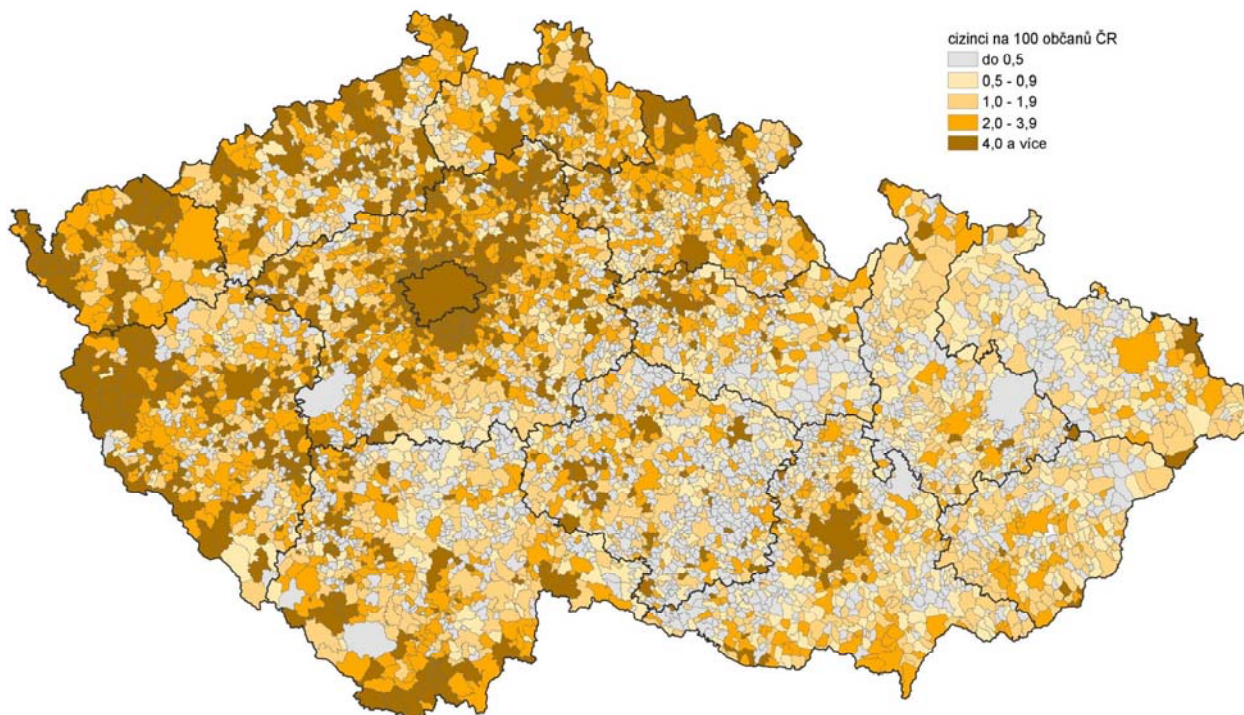 cizinci na 100 občanů ČR
do 0,5
0,5 - 0,9
1,0 - 1,9
2,0 - 3,9
4,0 a více